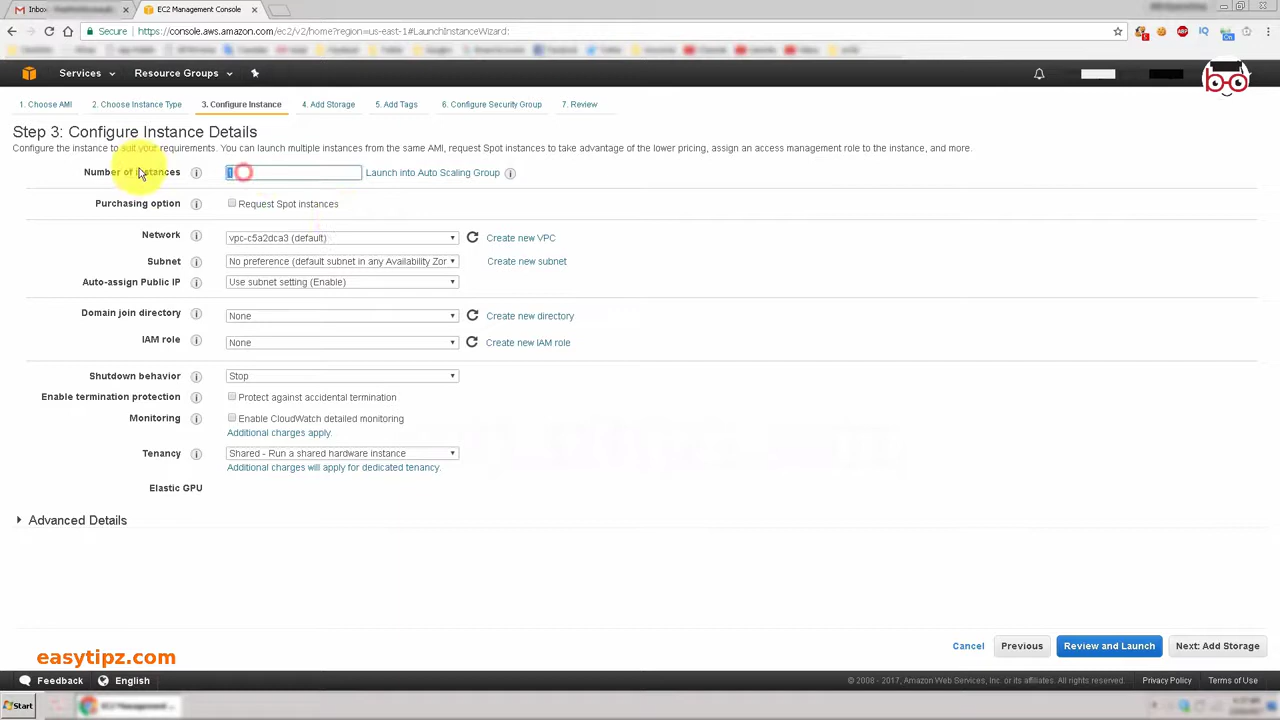 Inbox
EC2 Management Console
Secure
https://console.aws.amazon.com/ec2/v2/home?region=us-east-1#LaunchInstanceWizard:
Services
Resource Groups
1. Choose AMI
2. Choose Instance Type
3. Configure Instance
4. Add Storage
5. Add Tags
6. Configure Security Group
7. Review
Step 3: Configure Instance Details
Configure the instance to suit your requirements. You can launch multiple instances from the same AMI, request Spot instances to take advantage of the lower pricing, assign an access management role to the instance, and more.
Number of instances
1
Launch into Auto Scaling Group
Purchasing option
Request Spot instances
Network
vpc-c5a2dca3 (default)
Create new VPC
Subnet
No preference (default subnet in any Availability Zor
Create new subnet
Auto-assign Public IP
Use subnet setting (Enable)
Domain join directory
None
Create new directory
IAM role
None
Create new IAM role
Shutdown behavior
Stop
Enable termination protection
Protect against accidental termination
Monitoring
Enable CloudWatch detailed monitoring
Additional charges apply.
Tenancy
Shared - Run a shared hardware instance
Additional charges will apply for dedicated tenancy.
Elastic GPU
Advanced Details
Cancel
Previous
Review and Launch
Next: Add Storage
easytipz.com
Feedback
English
© 2008 - 2017, Amazon Web Services, Inc. or its affiliates. All rights reserved.
Privacy Policy
Terms of Use
Start